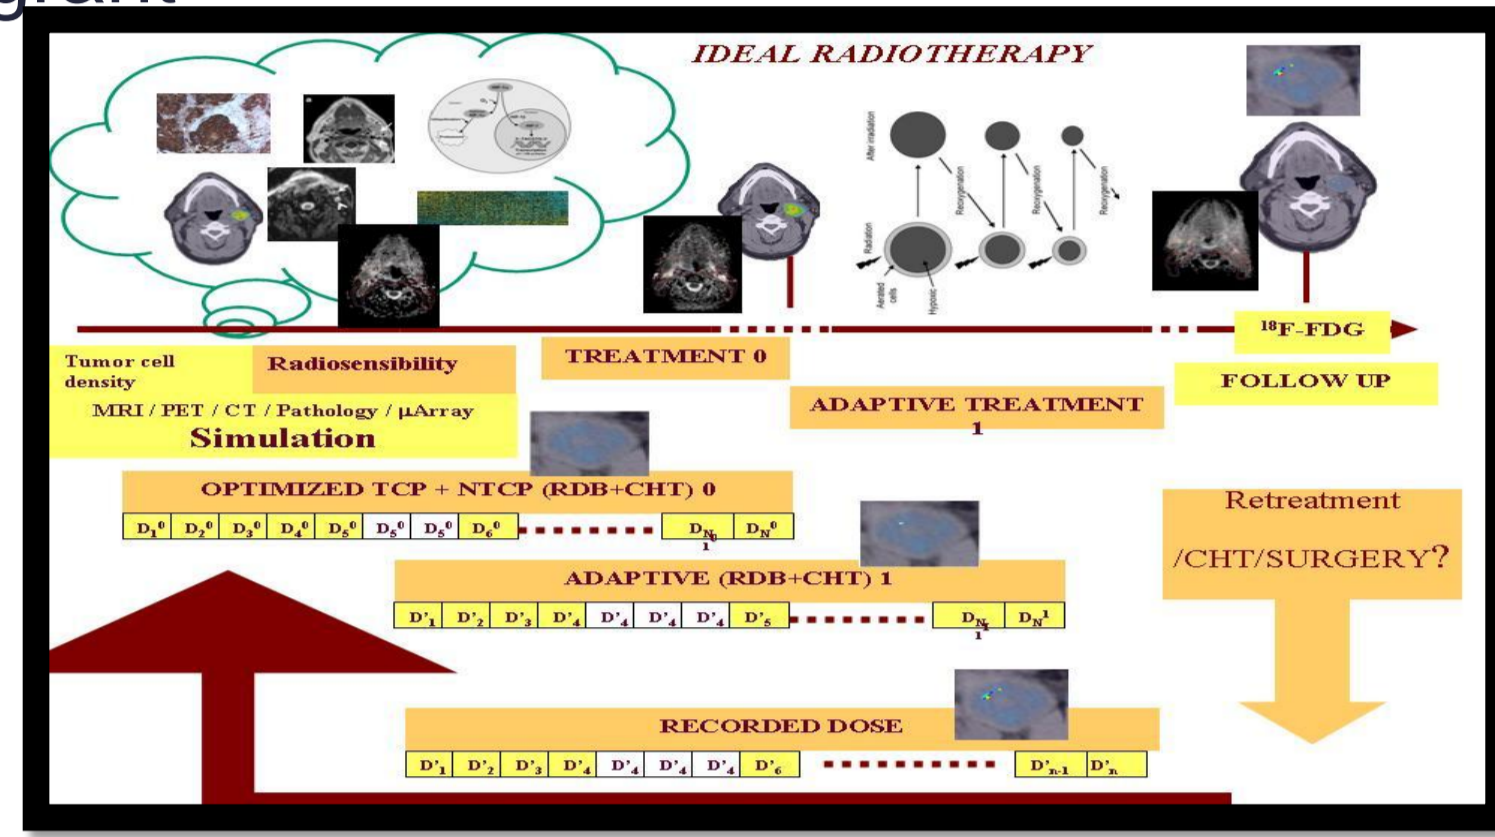 IDEAL RADIOTHERAPY
After irradiation
Reoxygenation
Reoxygenation
Reoxygenation
Radiation
Aerated
cells
Hypoxic
¹⁸F-FDG
FOLLOW UP
Tumor cell
density
Radiosensibility
MRI / PET / CT / Pathology / µArray
Simulation
TREATMENT 0
ADAPTIVE TREATMENT
1
OPTIMIZED TCP + NTCP (RDB+CHT) 0
D₁⁰ D₂⁰ D₃⁰ D₄⁰ D₅⁰ D₅⁰ D₅⁰ D₆⁰ D_N⁰
ADAPTIVE (RDB+CHT) 1
D'₁ D'₂ D'₃ D'₄ D'₄ D'₄ D'₄ D'₅ D_N¹
RECORDED DOSE
D'₁ D'₂ D'₃ D'₄ D'₄ D'₄ D'₄ D'₆ D'ₙ₋₁ D'ₙ
Retreatment
/CHT/SURGERY?